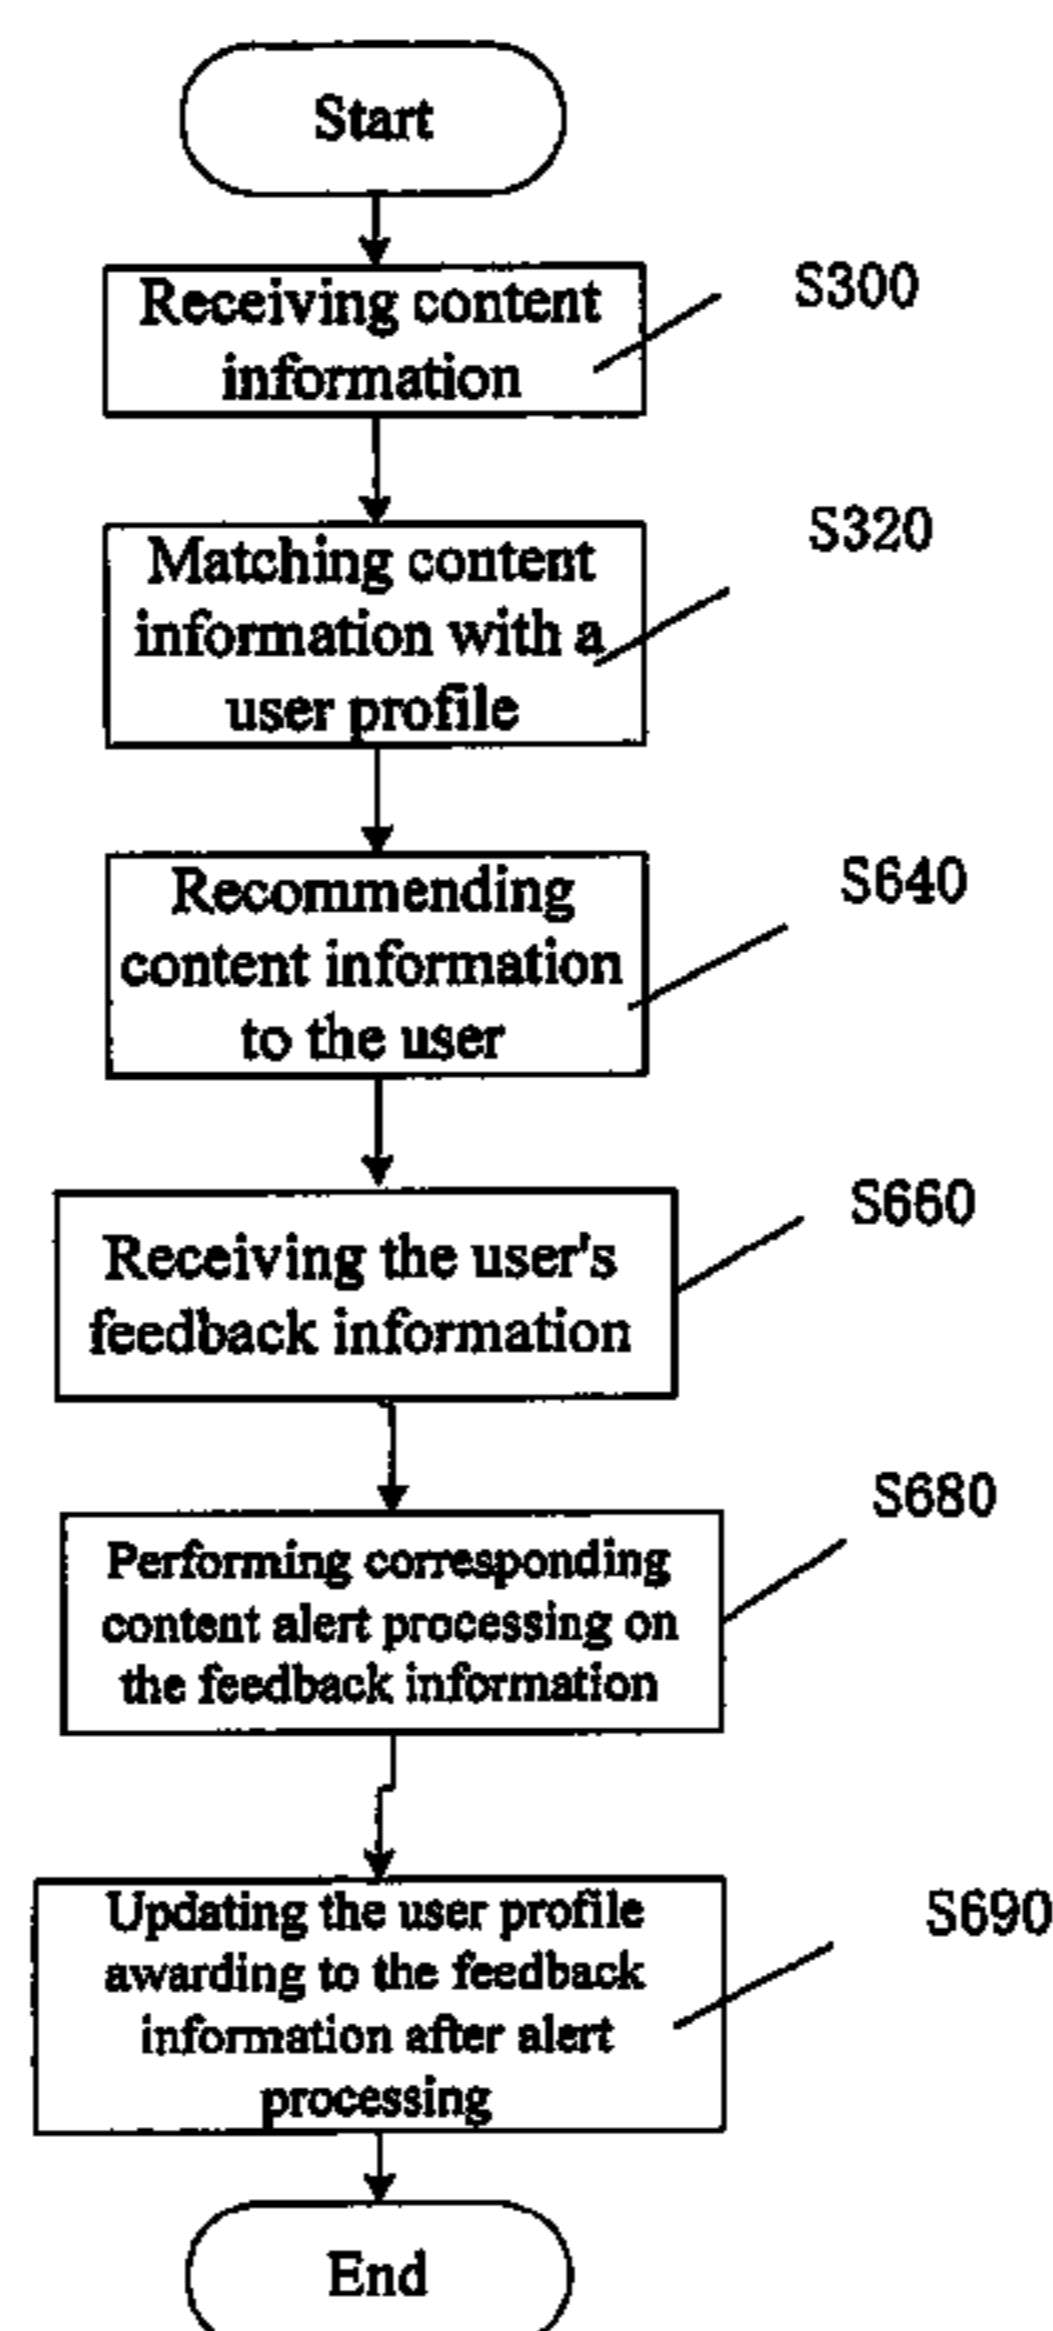 Start
Receiving content
information
S300
Matching content
information with a
user profile
S320
Recommending
content information
to the user
S640
Receiving the user's
feedback information
S660
Performing corresponding
content alert processing on
the feedback information
S680
Updating the user profile
awarding to the feedback
information after alert
processing
S690
End